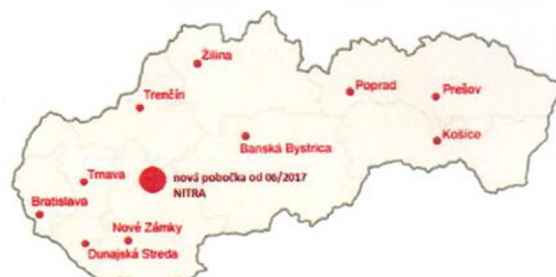 Žilina
Poprad
Prešov
Trenčín
Košice
Banská Bystrica
nová pobočka od 06/2017
NITRA
Trnava
Bratislava
Nové Zámky
Dunajská Streda